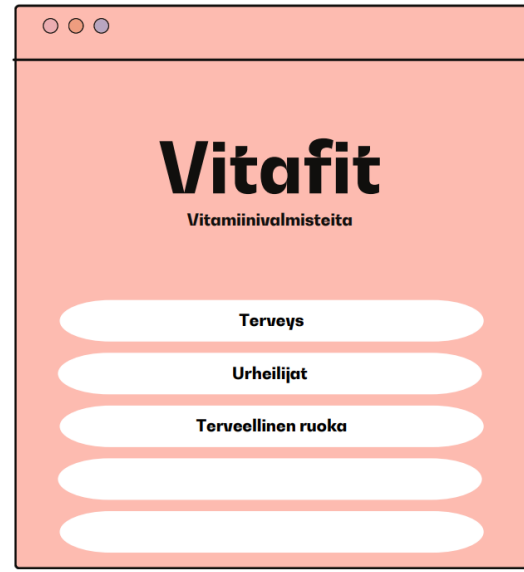 Vitafit
Vitamiinivalmisteita
Terveys
Urheilijat
Terveellinen ruoka